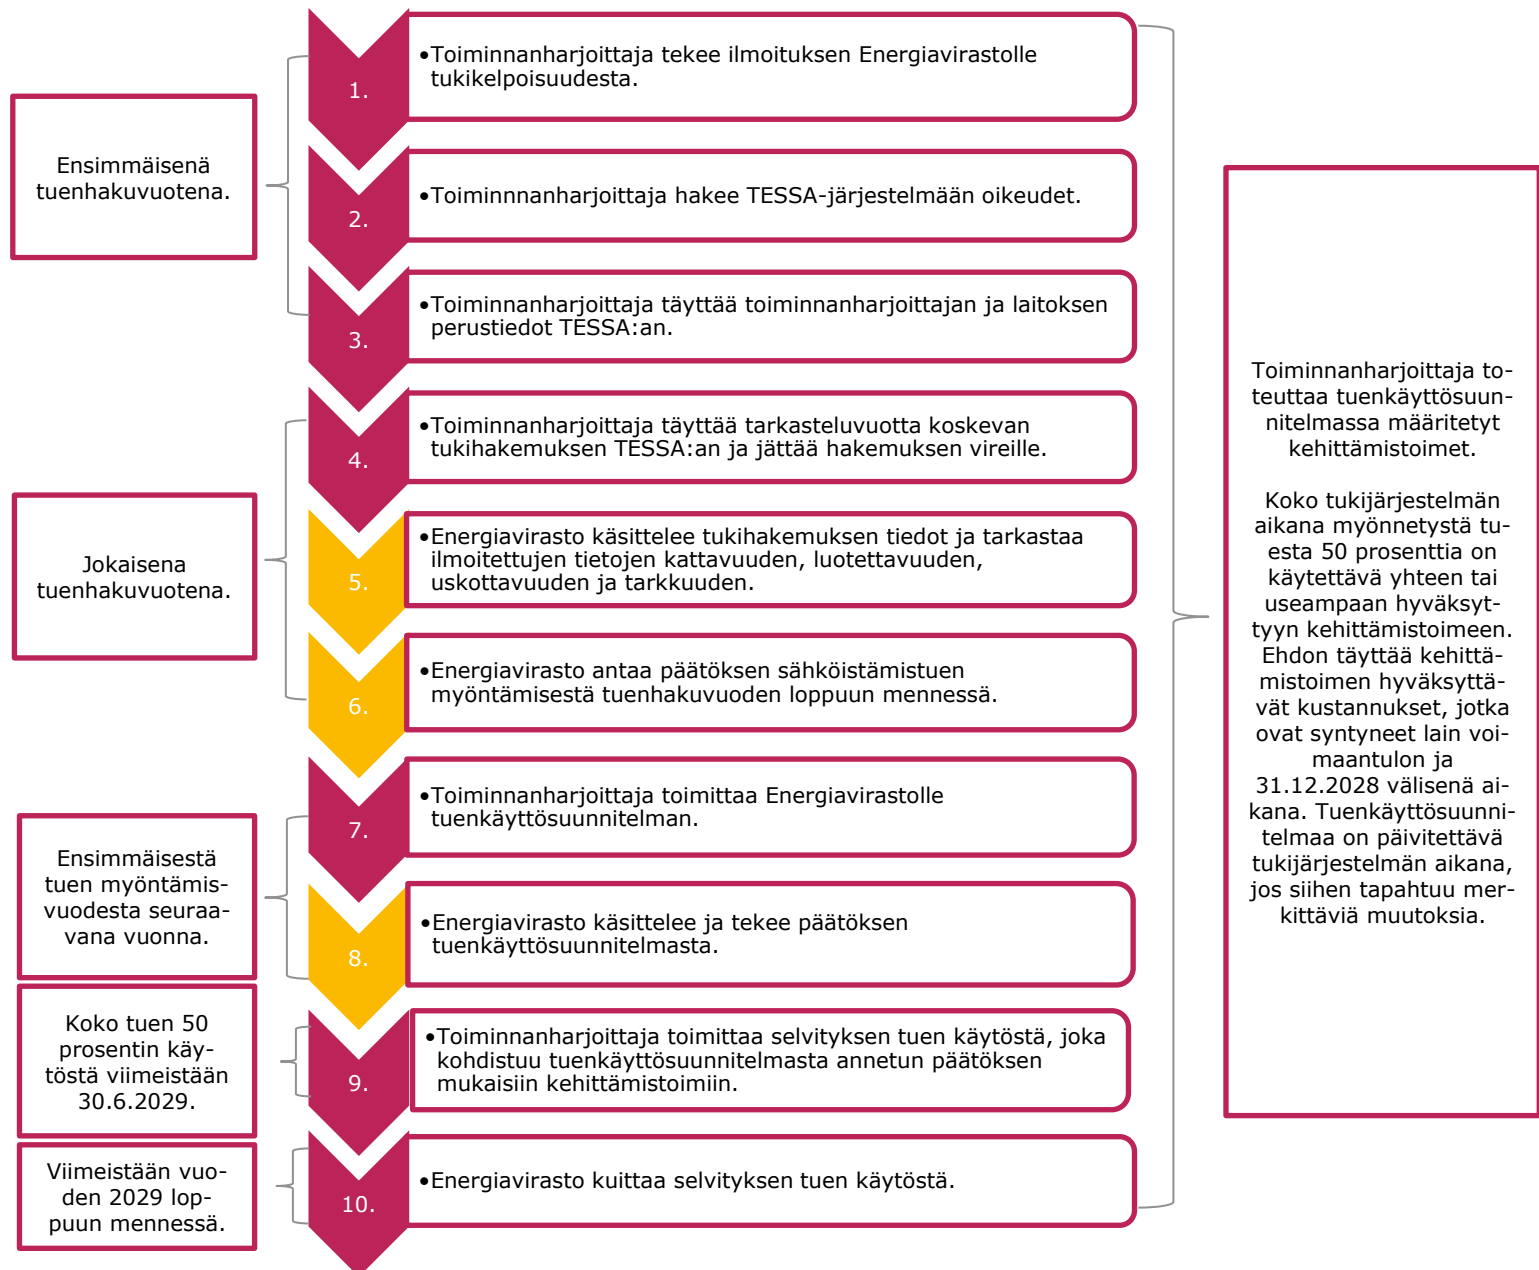 Ensimmäisenä
tuenhakuvuotena.
1.
•Toiminnanharjoittaja tekee ilmoituksen Energiavirastolle
tukikelpoisuudesta.
2.
•Toiminnnanharjoittaja hakee TESSA-järjestelmään oikeudet.
3.
•Toiminnanharjoittaja täyttää toiminnanharjoittajan ja laitoksen
perustiedot TESSA:an.
Jokaisena
tuenhakuvuotena.
4.
•Toiminnanharjoittaja täyttää tarkasteluvuotta koskevan
tukihakemuksen TESSA:an ja jättää hakemuksen vireille.
5.
•Energiavirasto käsittelee tukihakemuksen tiedot ja tarkastaa
ilmoitettujen tietojen kattavuuden, luotettavuuden,
uskottavuuden ja tarkkuuden.
6.
•Energiavirasto antaa päätöksen sähköistämistuen
myöntämisestä tuenhakuvuoden loppuun mennessä.
Ensimmäisestä
tuen myöntämis-
vuodesta seuraa-
vana vuonna.
7.
•Toiminnanharjoittaja toimittaa Energiavirastolle
tuenkäyttösuunnitelman.
8.
•Energiavirasto käsittelee ja tekee päätöksen
tuenkäyttösuunnitelmasta.
Koko tuen 50
prosentin käy-
töstä viimeistään
30.6.2029.
9.
•Toiminnanharjoittaja toimittaa selvityksen tuen käytöstä, joka
kohdistuu tuenkäyttösuunnitelmasta annetun päätöksen
mukaisiin kehittämistoimiin.
Viimeistään vuo-
den 2029 lop-
puun mennessä.
10.
•Energiavirasto kuittaa selvityksen tuen käytöstä.
Toiminnanharjoittaja to-
teuttaa tuenkäyttösuun-
nitelmassa määritetyt
kehittämistoimet.
Koko tukijärjestelmän
aikana myönnetystä tu-
esta 50 prosenttia on
käytettävä yhteen tai
useampaan hyväksyt-
tyyn kehittämistoimeen.
Ehdon täyttää kehittä-
mistoimen hyväksyttä-
vät kustannukset, jotka
ovat syntyneet lain voi-
maantulon ja
31.12.2028 välisenä ai-
kana. Tuenkäyttösuunni-
telmaa on päivitettävä
tukijärjestelmän aikana,
jos siihen tapahtuu mer-
kittäviä muutoksia.